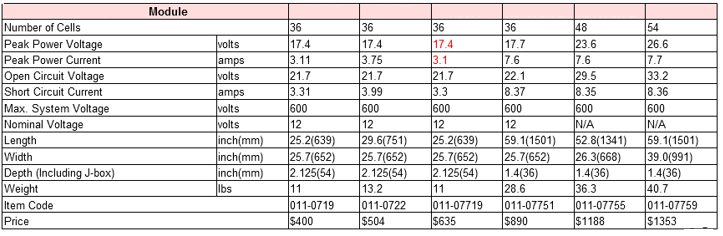 Module
Number of Cells 36 36 36 36 48 54
Peak Power Voltage volts 17.4 17.4 17.4 17.7 23.6 26.6
Peak Power Current amps 3.11 3.75 3.1 7.6 7.6 7.7
Open Circuit Voltage volts 21.7 21.7 21.7 22.1 29.5 33.2
Short Circuit Current amps 3.31 3.99 3.3 8.37 8.35 8.36
Max. System Voltage volts 600 600 600 600 600 600
Nominal Voltage volts 12 12 12 12 N/A N/A
Length inch(mm) 25.2(639) 29.6(751) 25.2(639) 59.1(1501) 52.8(1341) 59.1(1501)
Width inch(mm) 25.7(652) 25.7(652) 25.7(652) 25.7(652) 26.3(668) 39.0(991)
Depth (Including J-box) inch(mm) 2.125(54) 2.125(54) 2.125(54) 1.4(36) 1.4(36) 1.4(36)
Weight lbs 11 13.2 11 28.6 36.3 40.7
Item Code 011-0719 011-0722 011-07719 011-07751 011-07755 011-07759
Price $400 $504 $635 $890 $1188 $1353